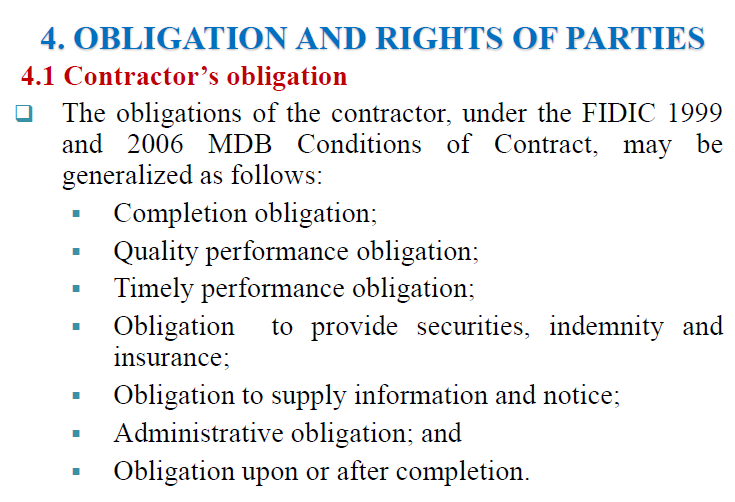 4. OBLIGATION AND RIGHTS OF PARTIES
4.1 Contractor's obligation
❑ The obligations of the contractor, under the FIDIC 1999
and 2006 MDB Conditions of Contract, may be
generalized as follows:
▪ Completion obligation;
▪ Quality performance obligation;
▪ Timely performance obligation;
▪ Obligation to provide securities, indemnity and
insurance;
▪ Obligation to supply information and notice;
▪ Administrative obligation; and
▪ Obligation upon or after completion.